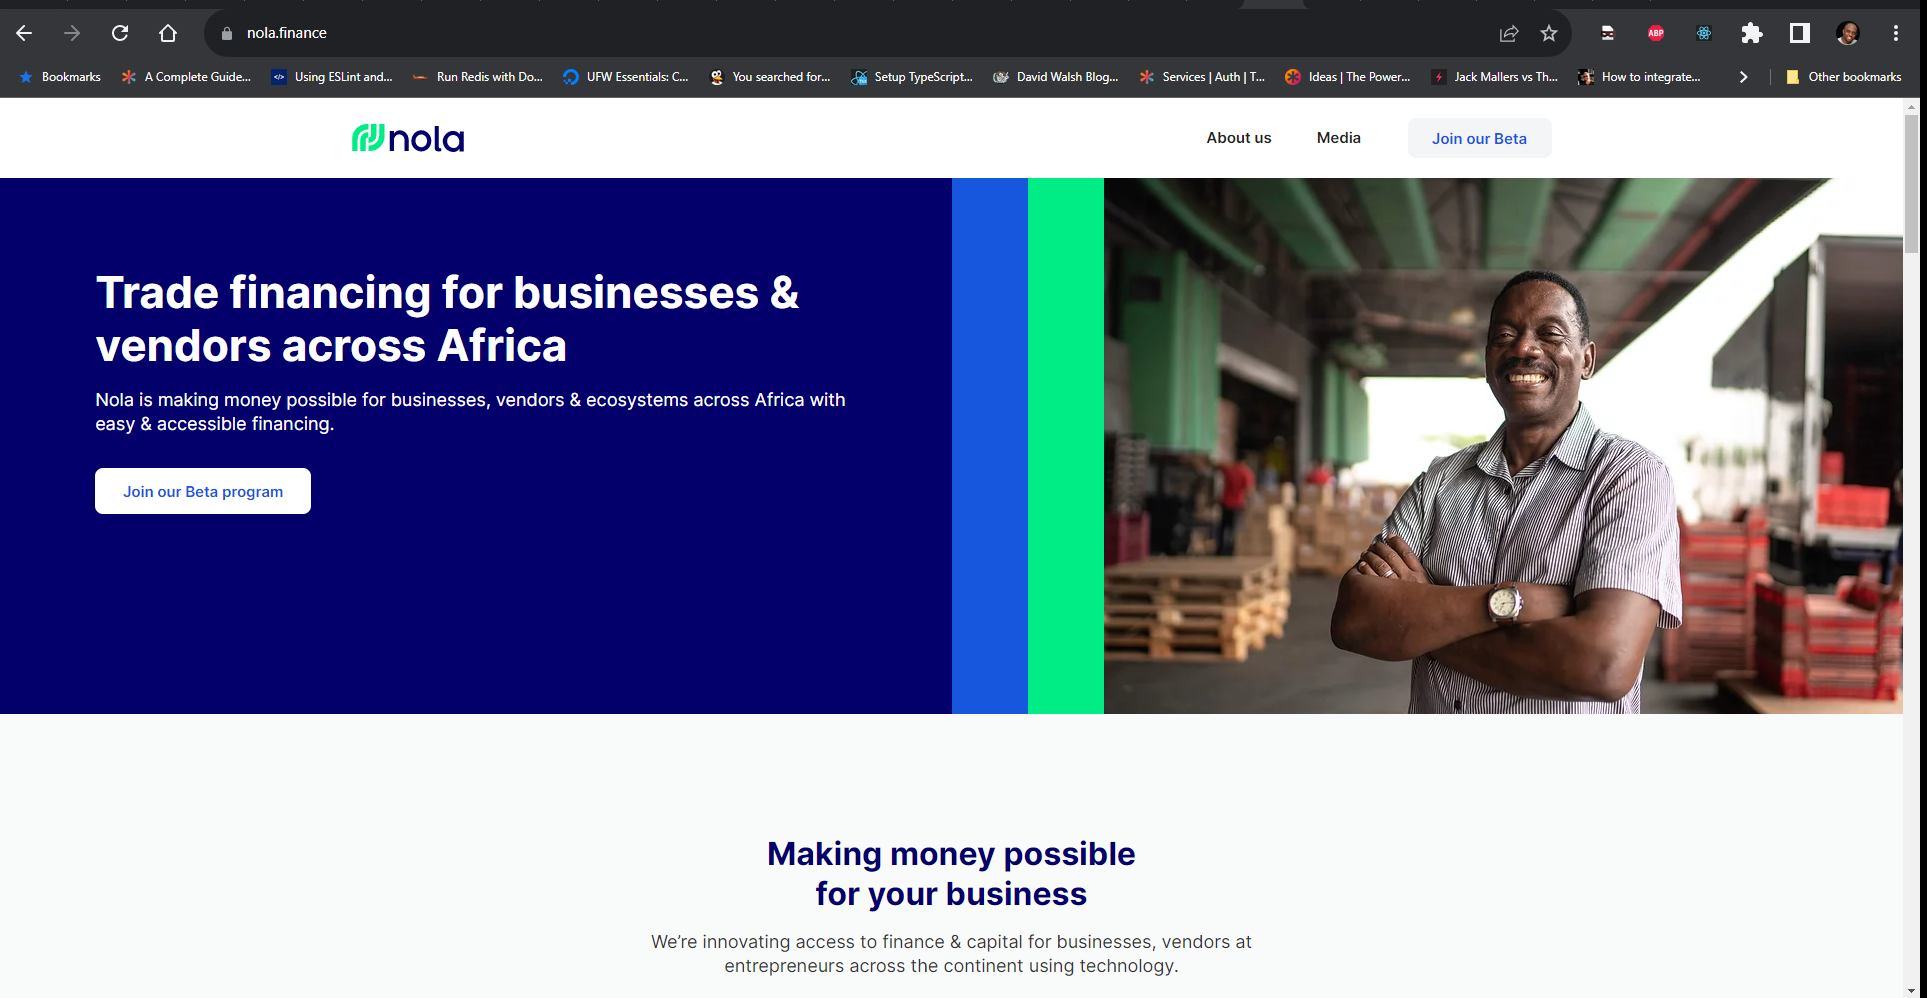 nola.finance
ABP
Bookmarks
A Complete Guide...
Using ESLint and...
Run Redis with Do...
UFW Essentials: C...
You searched for...
Setup TypeScript...
David Walsh Blog...
Services | Auth | T...
Ideas | The Power...
Jack Mallers vs Th...
How to integrate...
Other bookmarks
nola
About us
Media
Join our Beta
Trade financing for businesses &
vendors across Africa
Nola is making money possible for businesses, vendors & ecosystems across Africa with
easy & accessible financing.
Join our Beta program
Making money possible
for your business
We're innovating access to finance & capital for businesses, vendors at
entrepreneurs across the continent using technology.